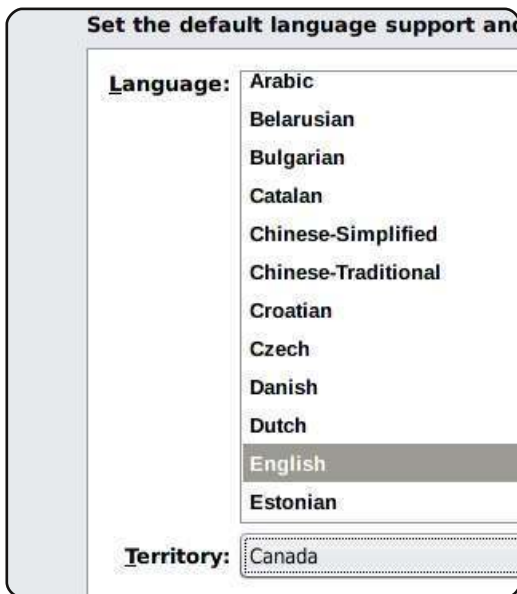 Set the default language support and
Language:
Arabic
Belarusian
Bulgarian
Catalan
Chinese-Simplified
Chinese-Traditional
Croatian
Czech
Danish
Dutch
English
Estonian
Territory:
Canada